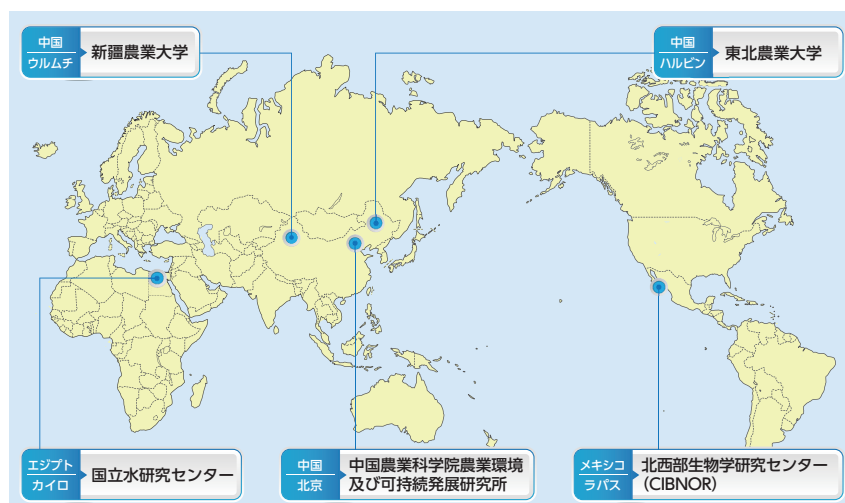 中国
ウルムチ
新疆農業大学
中国
ハルビン
東北農業大学
エジプト
カイロ
国立水研究センター
中国
北京
中国農業科学院農業環境
及び可持続発展研究所
メキシコ
ラパス
北西部生物学研究センター
(CIBNOR)